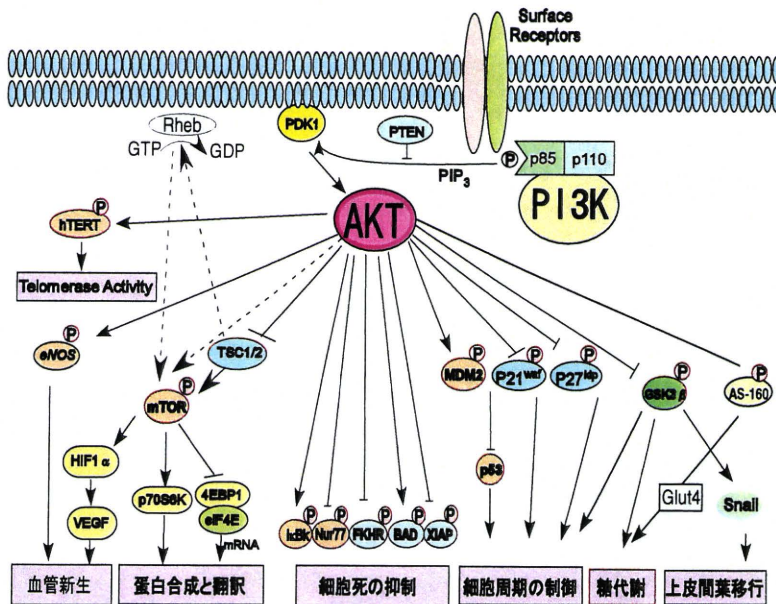 Surface
Receptors
Rheb
GTP
GDP
PDK1
PTEN
PIP3
P
p85
p110
PI3K
AKT
P
hTERT
Telomerase Activity
P
eNOS
TSC1/2
P
mTOR
P
MDM2
P
P21waf
P
P27kip
P
GSK3 β
P
AS-160
HIF1 α
p70S6K
4EBP1
eIF4E
mRNA
VEGF
p53
Glut4
Snail
P
IκBk
P
Nur77
P
FKHR
P
BAD
P
XIAP
血管新生
蛋白合成と翻訳
細胞死の抑制
細胞周期の制御
糖代謝
上皮間葉移行